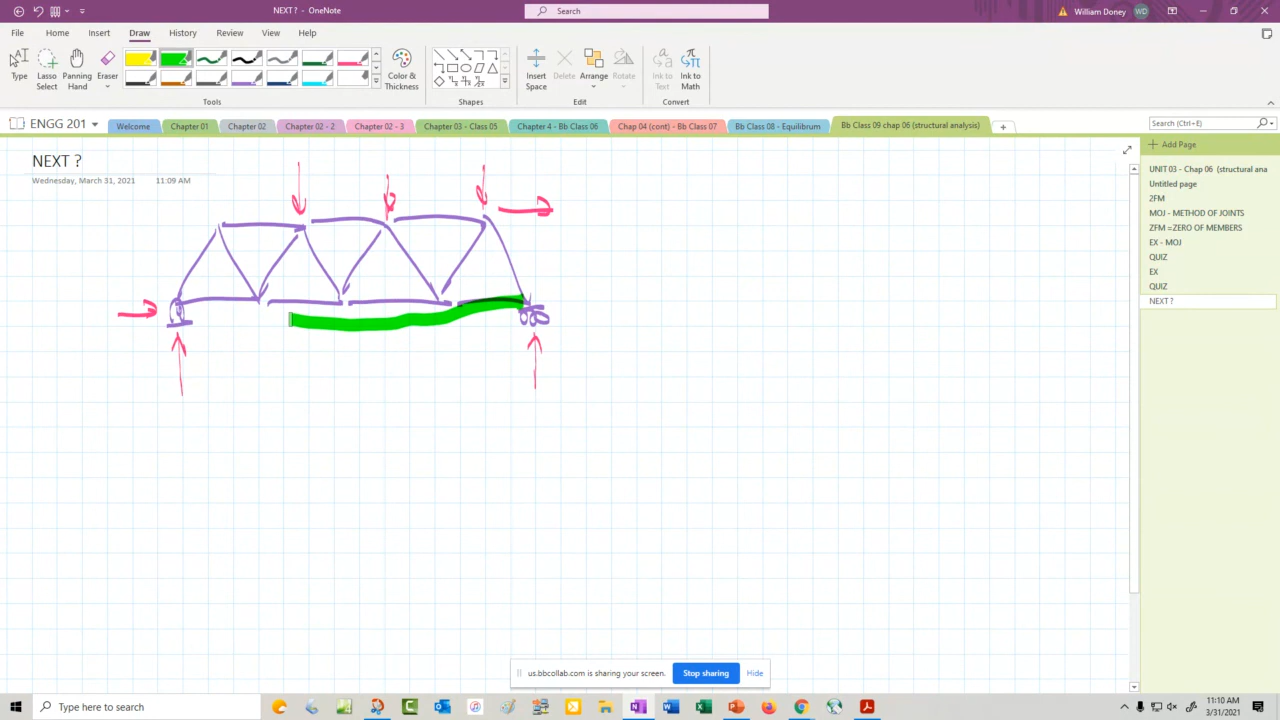 NEXT ? - OneNote
Search
William Doney
WD
File Home Insert Draw History Review View Help
Type
Lasso Select
Panning Hand
Eraser
Color & Thickness
Insert Space
Delete
Arrange
Rotate
Ink to Text
Ink to Math
Tools
Shapes
Edit
Convert
ENGG 201
Welcome
Chapter 01
Chapter 02
Chapter 02 - 2
Chapter 02 - 3
Chapter 03 - Class 05
Chapter 4 - Bb Class 06
Chap 04 (cont) - Bb Class 07
Bb Class 08 - Equilibrum
Bb Class 09 chap 06 (structural analysis)
Search (Ctrl+E)
Add Page
NEXT ?
Wednesday, March 31, 2021 11:09 AM
UNIT 03 - Chap 06 (structural ana
Untitled page
2FM
MOJ - METHOD OF JOINTS
ZFM =ZERO OF MEMBERS
EX - MOJ
QUIZ
EX
QUIZ
NEXT ?
us.bbcollab.com is sharing your screen.
Stop sharing
Hide
Type here to search
11:10 AM
3/31/2021